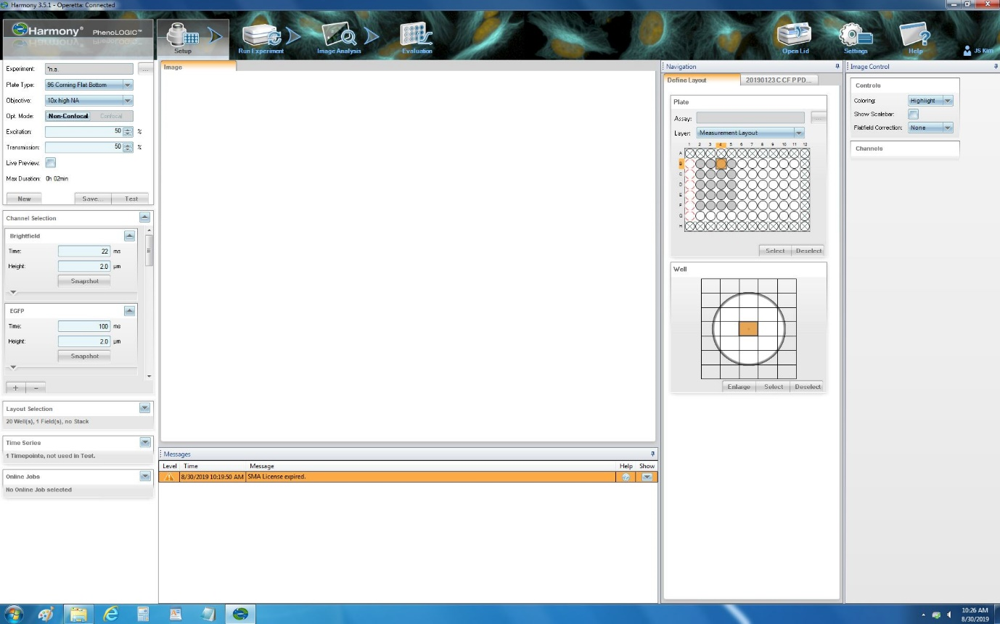 Harmony 3.5.1 - Operetta: Connected
Harmony® PhenoLOGIC™
Setup
Run Experiment
Image Analysis
Evaluation
Open Lid
Settings
Help
JS Kim
Experiment: *n.a. ...
Plate Type: 96 Corning Flat Bottom
Objective: 10x high NA
Opt. Mode: Non-Confocal Confocal
Excitation: 50 %
Transmission: 50 %
Live Preview:
Max Duration: 0h 02min
New Save... Test
Channel Selection
Brightfield
Time: 22 ms
Height: 2.0 µm
Snapshot
EGFP
Time: 100 ms
Height: 2.0 µm
Snapshot
+ -
Layout Selection
20 Well(s), 1 Field(s), no Stack
Time Series
1 Timepoints, not used in Test.
Online Jobs
No Online Job selected
Image
Messages
Level Time Message Help Show
8/30/2019 10:19:50 AM SMA License expired.
Navigation
Define Layout 20190123 C CF P PD...
Plate
Assay: ...
Layer: Measurement Layout
1 2 3 4 5 6 7 8 9 10 11 12
A
B
C
D
E
F
G
H
Select Deselect
Well
Enlarge Select Deselect
Image Control
Controls
Coloring: Highlight
Show Scalebar:
Flatfield Correction: None
Channels
10:26 AM
8/30/2019